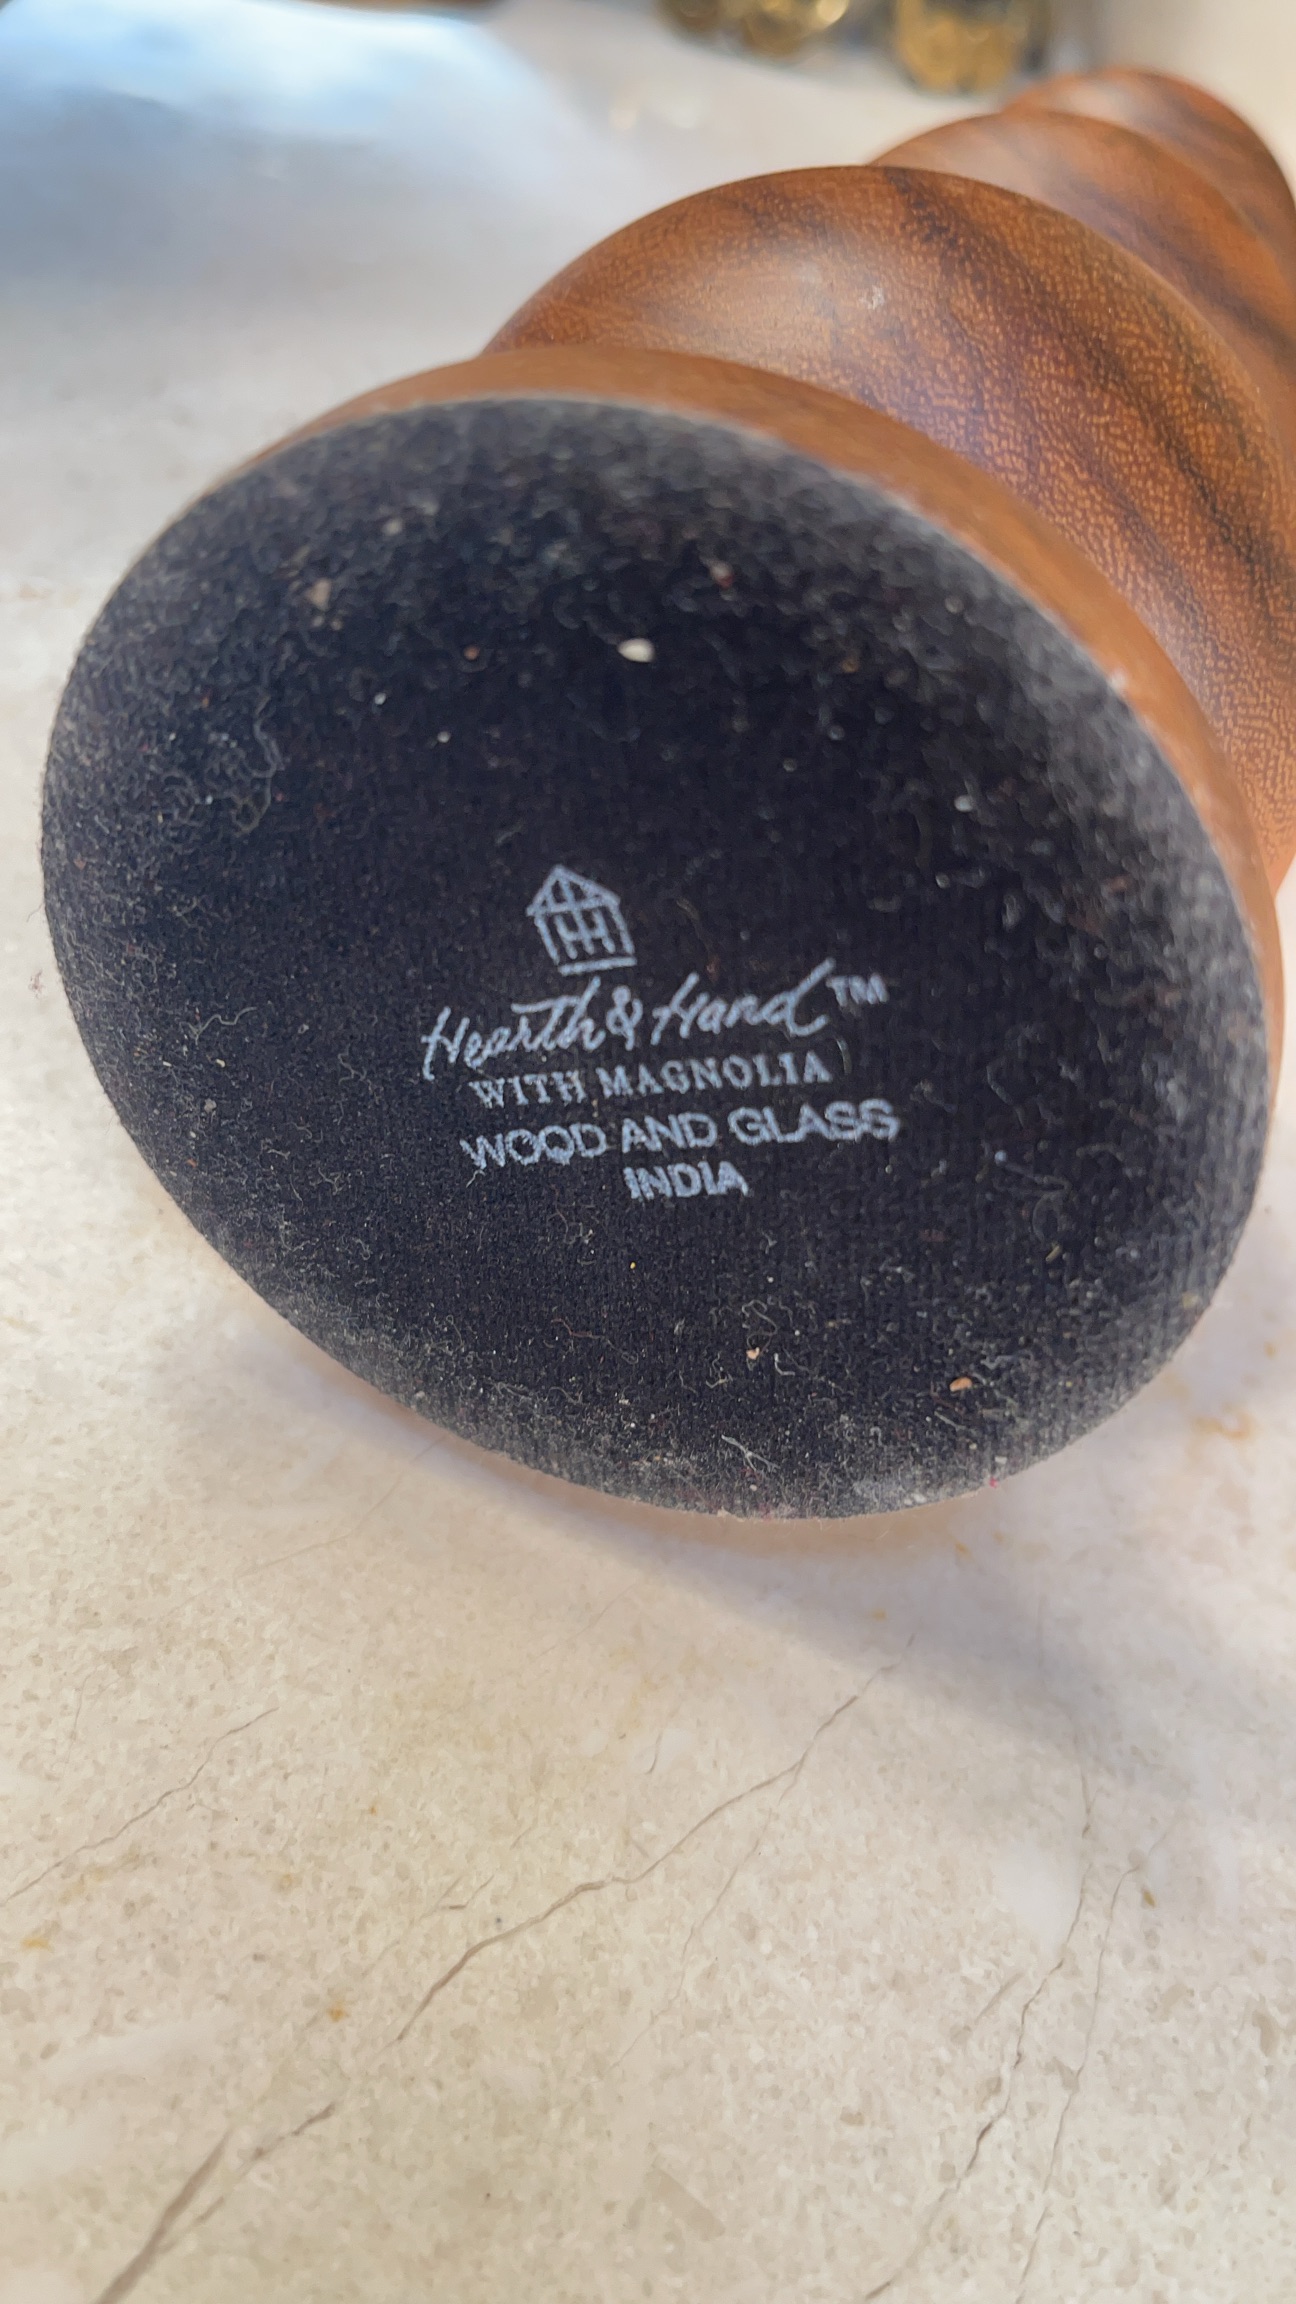 Hearth & Hand™
WITH MAGNOLIA
WOOD AND GLASS
INDIA